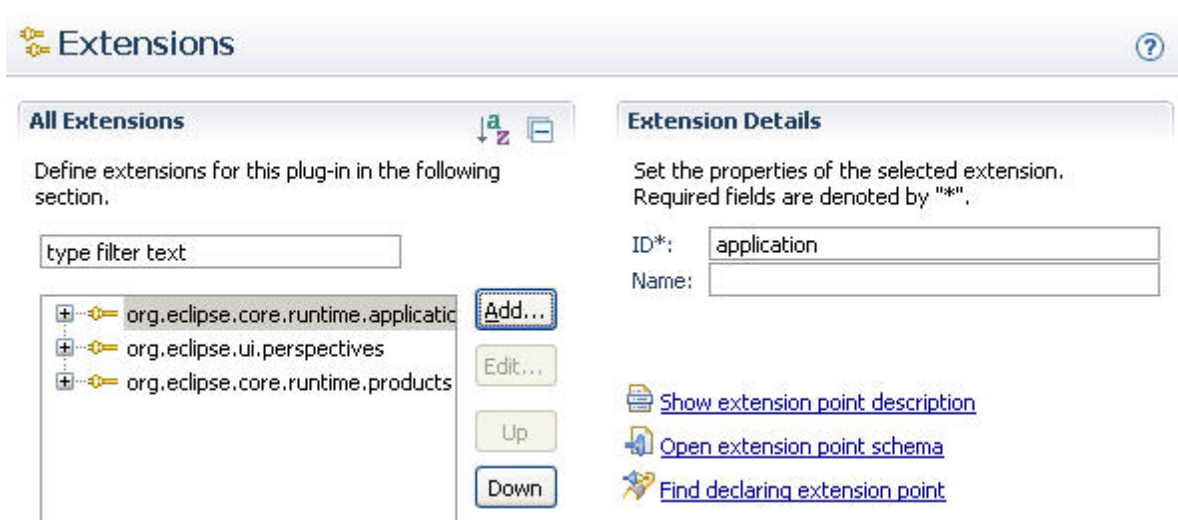 Extensions
?
All Extensions
Define extensions for this plug-in in the following
section.
type filter text
org.eclipse.core.runtime.applicatic
org.eclipse.ui.perspectives
org.eclipse.core.runtime.products
Add...
Edit...
Up
Down
Extension Details
Set the properties of the selected extension.
Required fields are denoted by "*".
ID*: application
Name:
Show extension point description
Open extension point schema
Find declaring extension point